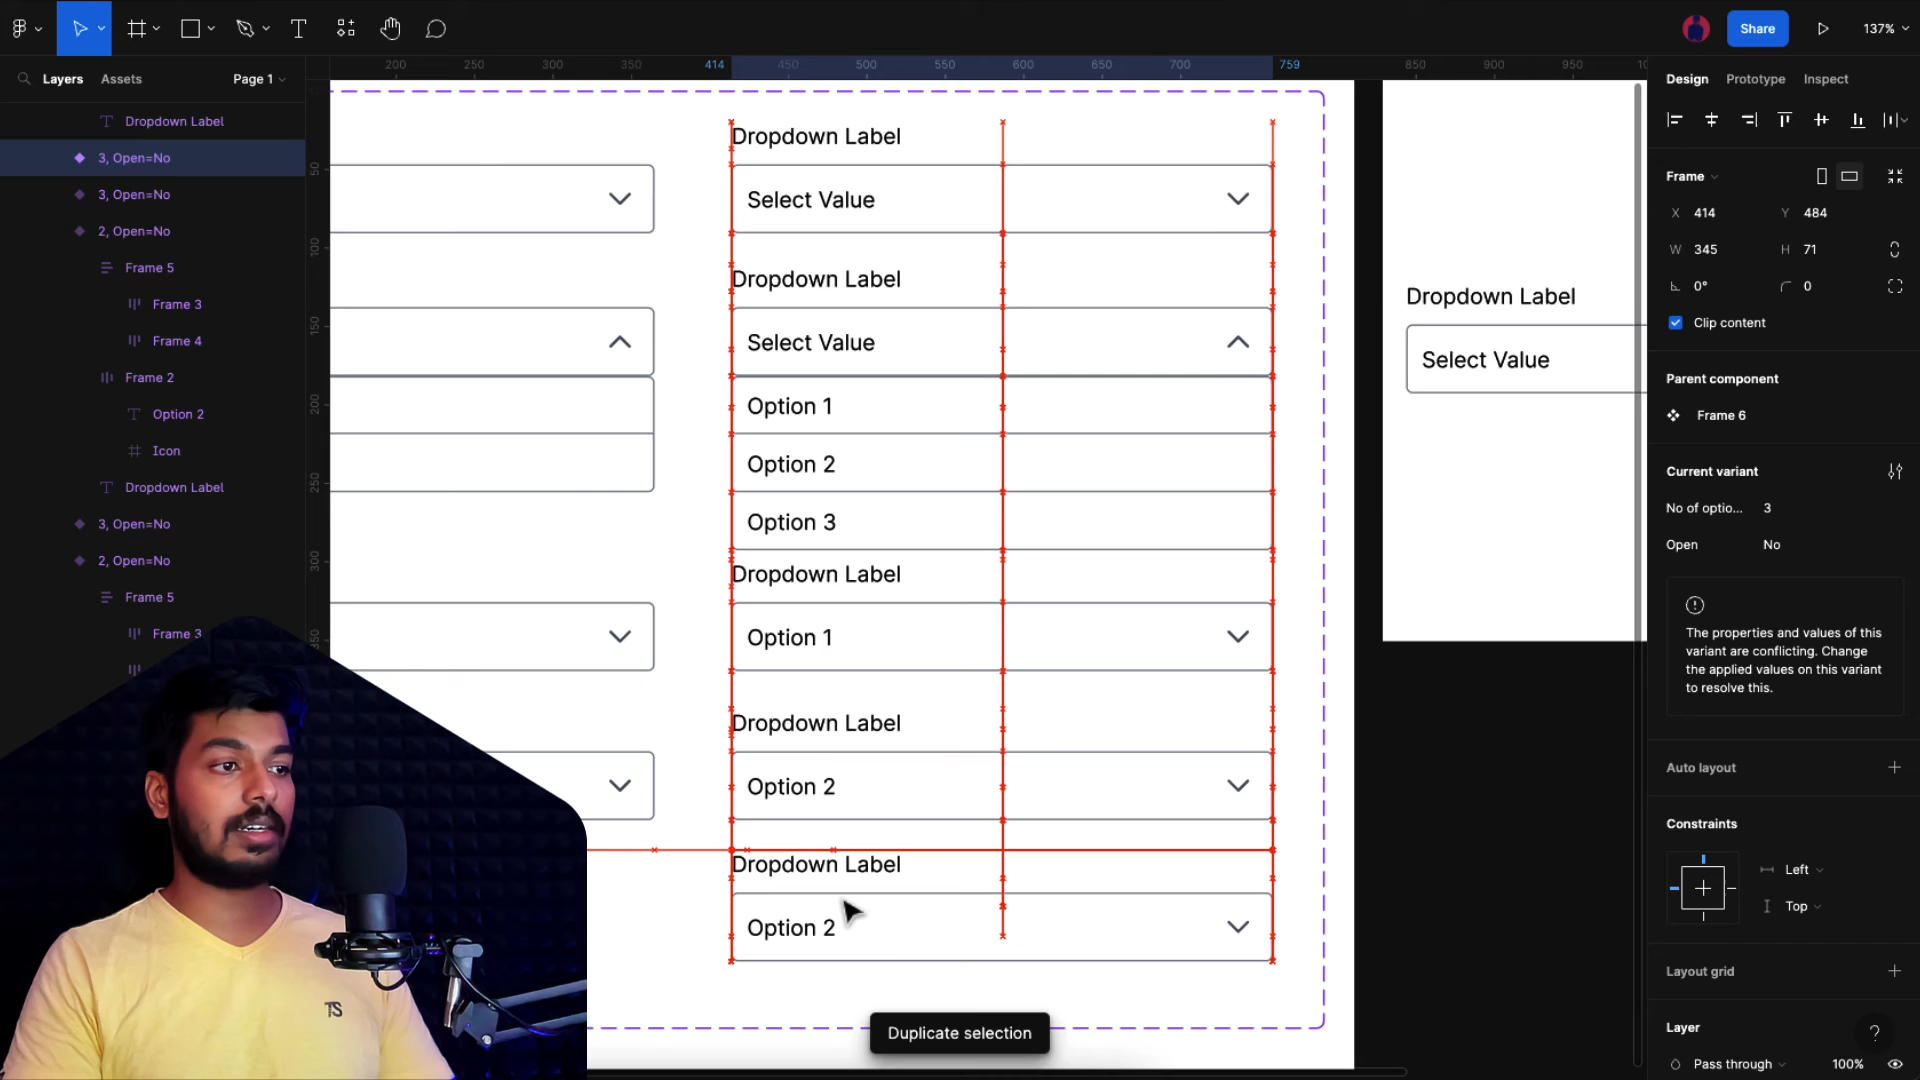 Share
137%
Layers
Assets
Page 1
Dropdown Label
3, Open=No
3, Open=No
2, Open=No
Frame 5
Frame 3
Frame 4
Frame 2
Option 2
Icon
Dropdown Label
3, Open=No
2, Open=No
Frame 5
Frame 3
200
250
300
350
414
450
500
550
600
650
700
759
850
900
950
50
100
150
200
250
300
Dropdown Label
Select Value
Dropdown Label
Select Value
Option 1
Option 2
Option 3
Dropdown Label
Option 1
Dropdown Label
Option 2
Dropdown Label
Option 2
Duplicate selection
Dropdown Label
Select Value
TS
Design
Prototype
Inspect
Frame
X 414
Y 484
W 345
H 71
0°
0
Clip content
Parent component
Frame 6
Current variant
No of optio... 3
Open No
The properties and values of this
variant are conflicting. Change
the applied values on this variant
to resolve this.
Auto layout
Constraints
Left
Top
Layout grid
Layer
Pass through
100%
?